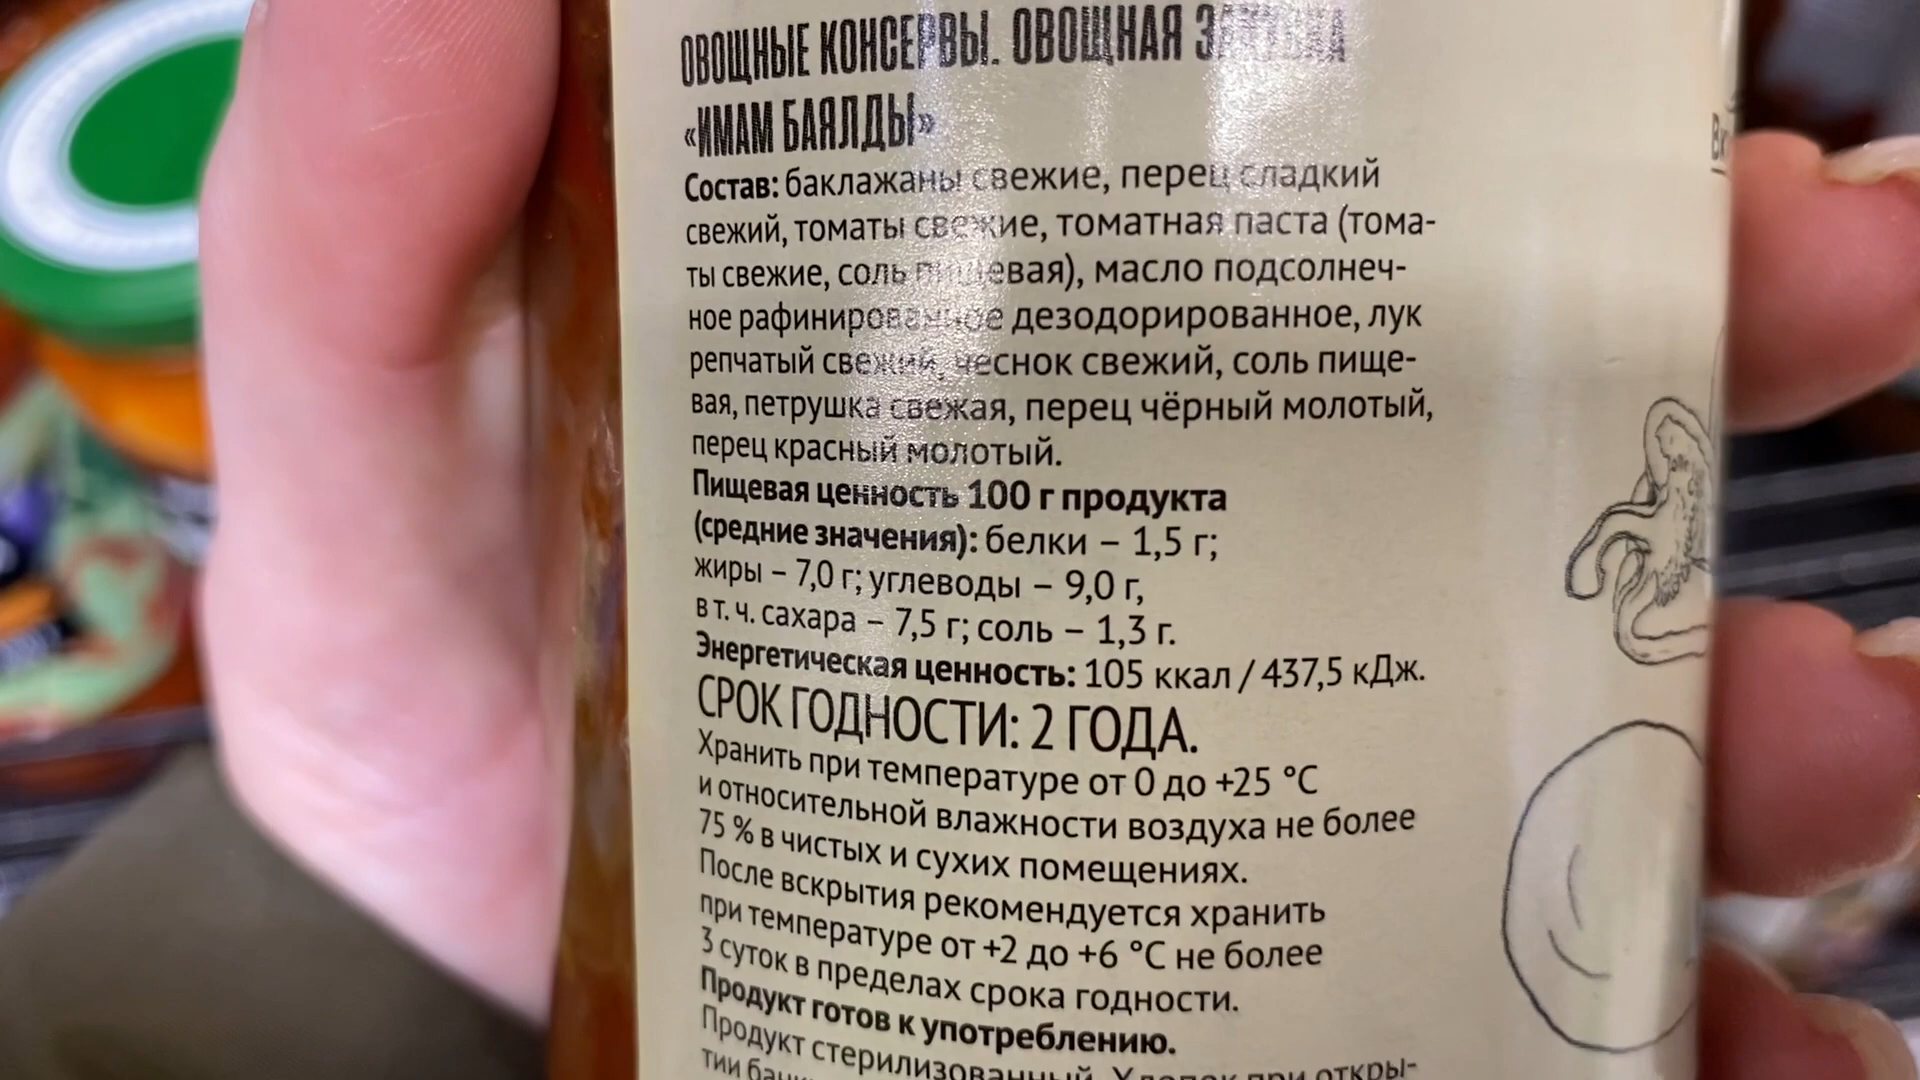 ОВОЩНЫЕ КОНСЕРВЫ. ОВОЩНАЯ ЗАКУСКА
«ИМАМ БАЯЛДЫ»
Состав: баклажаны свежие, перец сладкий
свежий, томаты свежие, томатная паста (тома-
ты свежие, соль пищевая), масло подсолнеч-
ное рафинированное дезодорированное, лук
репчатый свежий, чеснок свежий, соль пище-
вая, петрушка свежая, перец чёрный молотый,
перец красный молотый.
Пищевая ценность 100 г продукта
(средние значения): белки – 1,5 г;
жиры – 7,0 г; углеводы – 9,0 г,
в т. ч. сахара – 7,5 г; соль – 1,3 г.
Энергетическая ценность: 105 ккал / 437,5 кДж.
СРОК ГОДНОСТИ: 2 ГОДА.
Хранить при температуре от 0 до +25 °С
и относительной влажности воздуха не более
75 % в чистых и сухих помещениях.
После вскрытия рекомендуется хранить
при температуре от +2 до +6 °С не более
3 суток в пределах срока годности.
Продукт готов к употреблению.
Продукт стерилизованный. Хлопок при откры-
тии